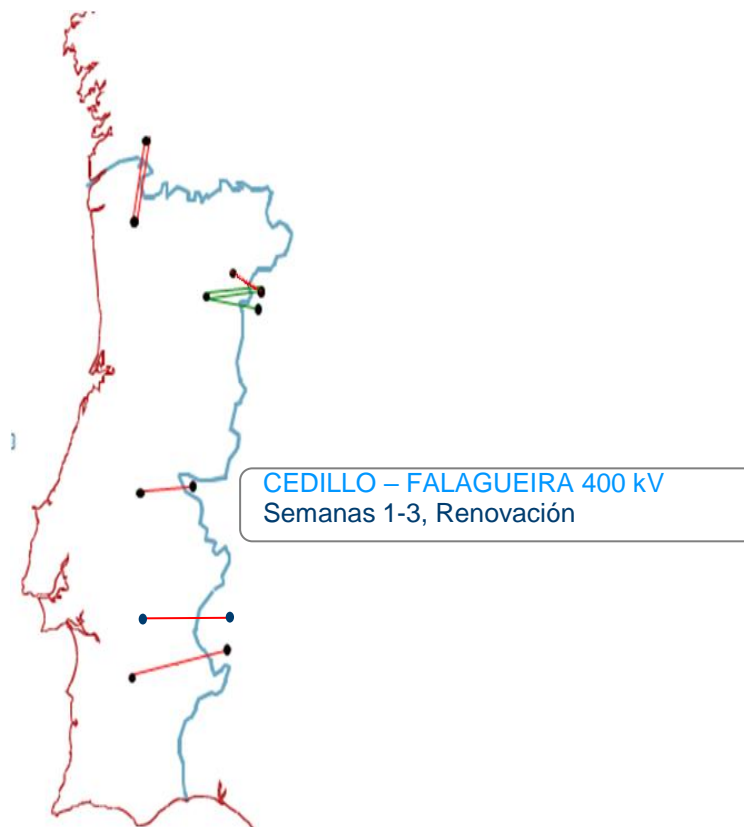 CEDILLO – FALAGUEIRA 400 kV
Semanas 1-3, Renovación